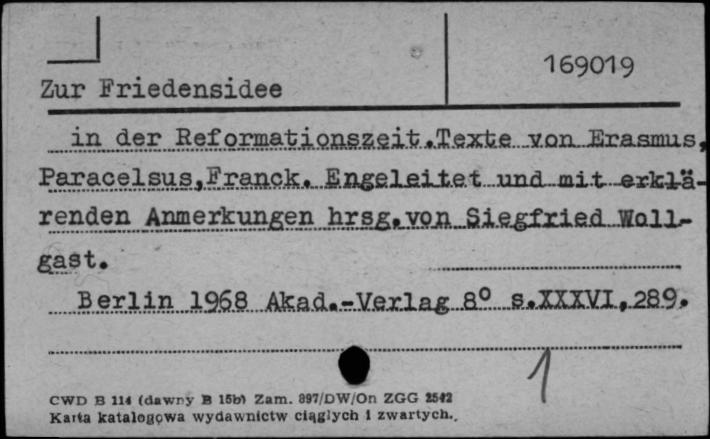 169019
Zur Friedensidee
in der Reformationszeit.Texte von Erasmus,
Paracelsus,Franck. Engeleitet und mit erklä-
renden Anmerkungen hrsg.von Siegfried Woll-
gast.
Berlin 1968 Akad.-Verlag 8° s.XXXVI,289.
1
CWD B 114 (dawny B 15b) Zam. 897/DW/On ZGG 2542
Karta katalogowa wydawnictw ciągłych i zwartych.